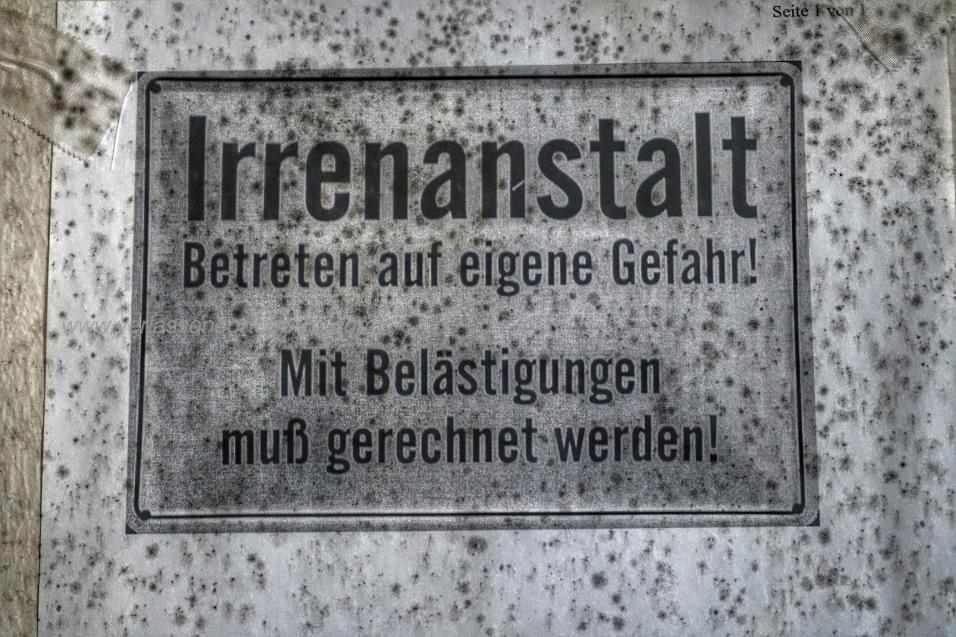 Seite 1 von 1
Irrenanstalt
Betreten auf eigene Gefahr!
Mit Belästigungen
muß gerechnet werden!